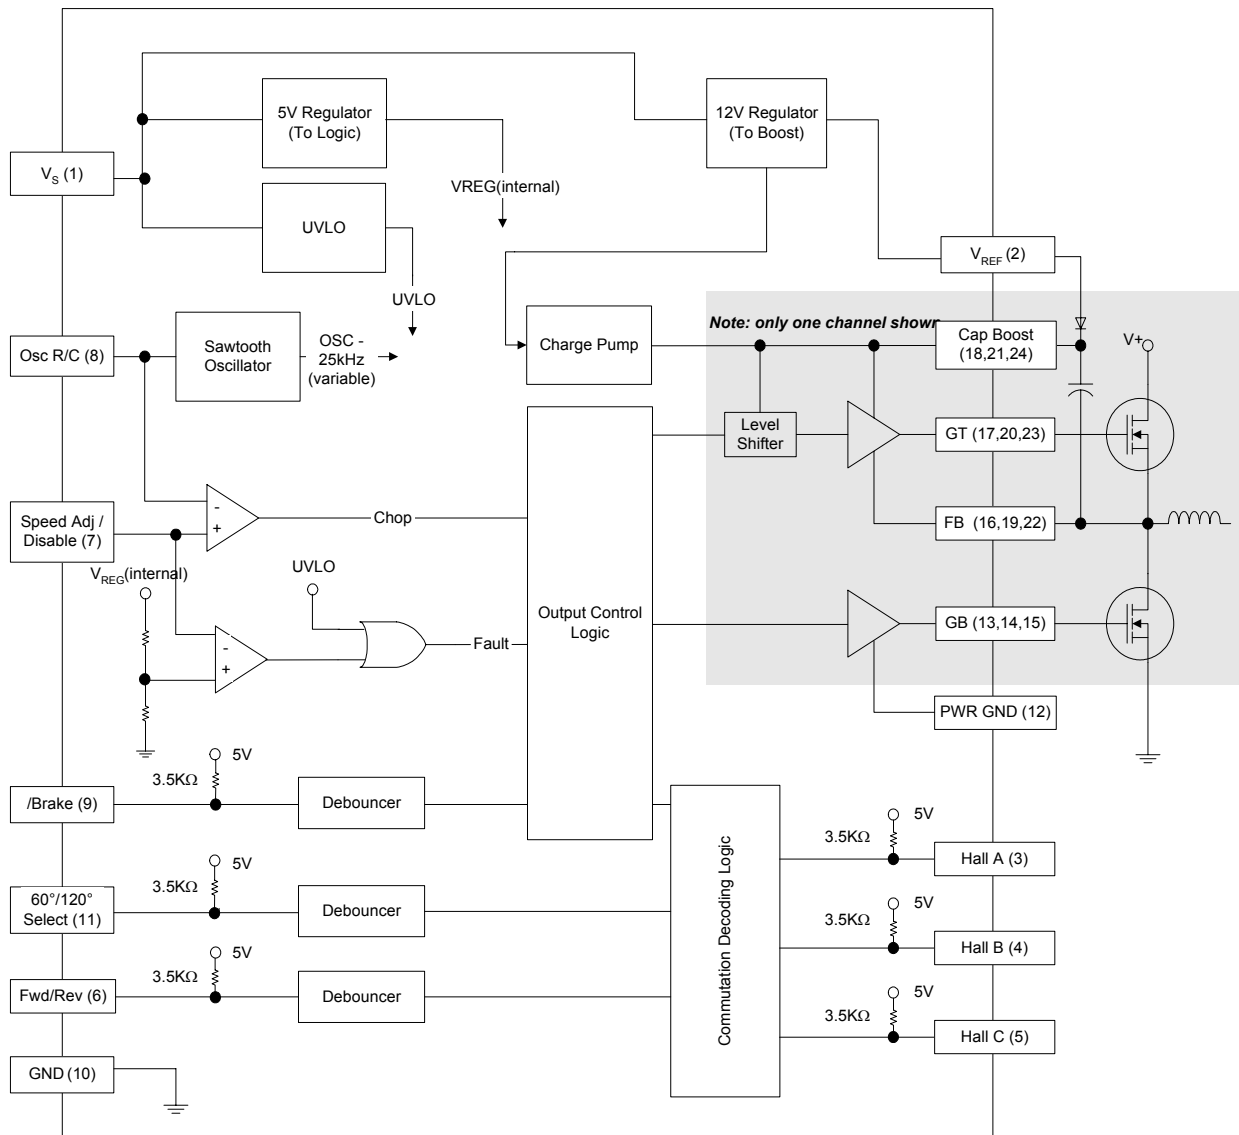 5V Regulator
(To Logic)
12V Regulator
(To Boost)
V_S (1)
VREG(internal)
UVLO
V_REF (2)
UVLO
Note: only one channel shown
Cap Boost
(18,21,24)
V+
Osc R/C (8)
Sawtooth
Oscillator
OSC -
25kHz
(variable)
Charge Pump
Level
Shifter
GT (17,20,23)
Speed Adj /
Disable (7)
-
+
Chop
FB (16,19,22)
V_REG(internal)
UVLO
Output Control
Logic
GB (13,14,15)
-
+
Fault
PWR GND (12)
5V
3.5KΩ
/Brake (9)
Debouncer
5V
3.5KΩ
Hall A (3)
5V
3.5KΩ
60°/120°
Select (11)
Debouncer
Commutation Decoding Logic
5V
3.5KΩ
Hall B (4)
5V
3.5KΩ
Fwd/Rev (6)
Debouncer
5V
3.5KΩ
Hall C (5)
GND (10)